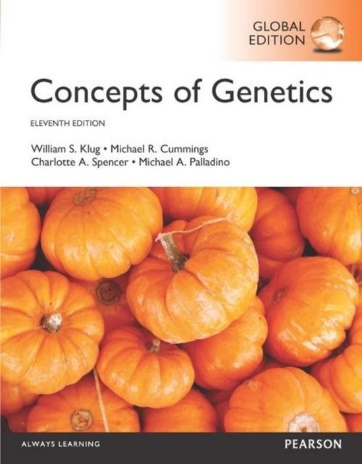 GLOBAL
EDITION
Concepts of Genetics
ELEVENTH EDITION
William S. Klug • Michael R. Cummings
Charlotte A. Spencer • Michael A. Palladino
ALWAYS LEARNING
PEARSON